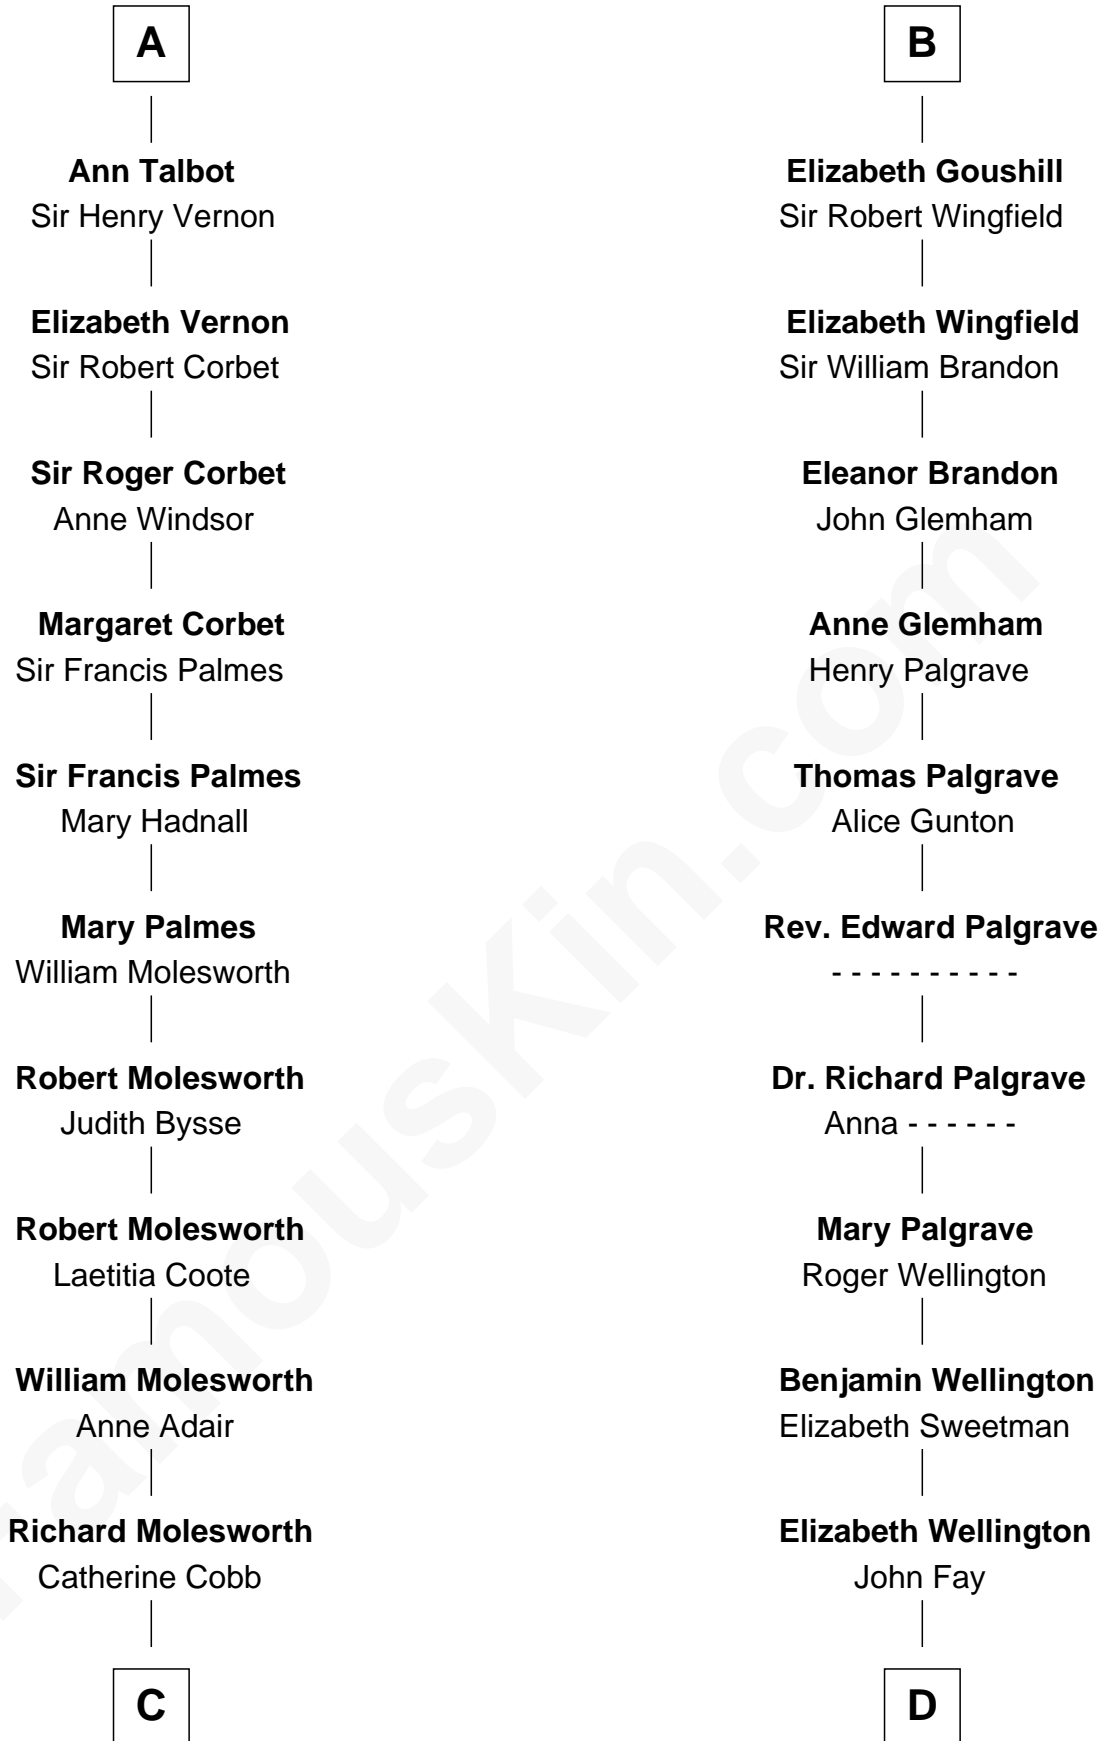 A
Ann Talbot
Sir Henry Vernon
Elizabeth Vernon
Sir Robert Corbet
Sir Roger Corbet
Anne Windsor
Margaret Corbet
Sir Francis Palmes
Sir Francis Palmes
Mary Hadnall
Mary Palmes
William Molesworth
Robert Molesworth
Judith Bysse
Robert Molesworth
Laetitia Coote
William Molesworth
Anne Adair
Richard Molesworth
Catherine Cobb
C
B
Elizabeth Goushill
Sir Robert Wingfield
Elizabeth Wingfield
Sir William Brandon
Eleanor Brandon
John Glemham
Anne Glemham
Henry Palgrave
Thomas Palgrave
Alice Gunton
Rev. Edward Palgrave
- - - - - - - - - -
Dr. Richard Palgrave
Anna - - - - - -
Mary Palgrave
Roger Wellington
Benjamin Wellington
Elizabeth Sweetman
Elizabeth Wellington
John Fay
D
FamousKin.com